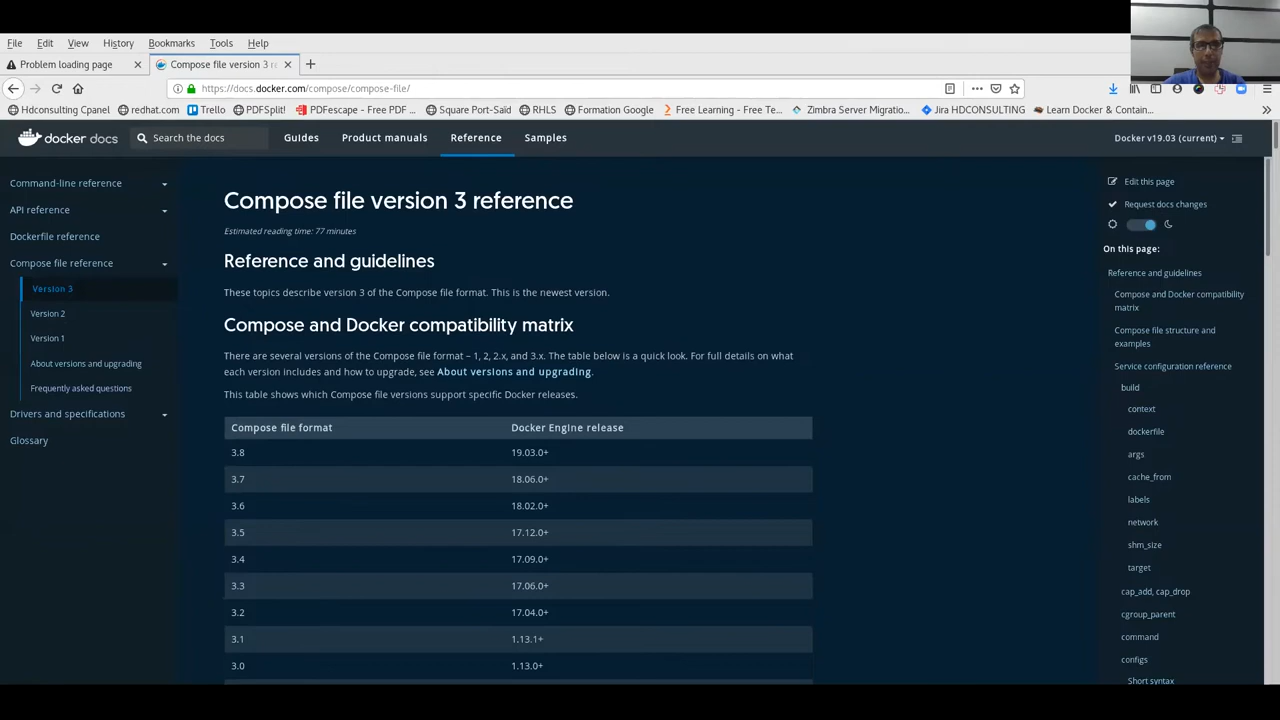 File Edit View History Bookmarks Tools Help
Problem loading page
Compose file version 3 re
https://docs.docker.com/compose/compose-file/
Hdconsulting Cpanel redhat.com Trello PDFSplit! PDFescape - Free PDF ... Square Port-Saïd RHLS Formation Google Free Learning - Free Te... Zimbra Server Migratio... Jira HDCONSULTING Learn Docker & Contain...
docker docs
Search the docs
Guides Product manuals Reference Samples
Docker v19.03 (current)
Command-line reference
API reference
Dockerfile reference
Compose file reference
Version 3
Version 2
Version 1
About versions and upgrading
Frequently asked questions
Drivers and specifications
Glossary
Compose file version 3 reference
Estimated reading time: 77 minutes
Reference and guidelines
These topics describe version 3 of the Compose file format. This is the newest version.
Compose and Docker compatibility matrix
There are several versions of the Compose file format – 1, 2, 2.x, and 3.x. The table below is a quick look. For full details on what
each version includes and how to upgrade, see About versions and upgrading.
This table shows which Compose file versions support specific Docker releases.
Compose file format Docker Engine release
3.8 19.03.0+
3.7 18.06.0+
3.6 18.02.0+
3.5 17.12.0+
3.4 17.09.0+
3.3 17.06.0+
3.2 17.04.0+
3.1 1.13.1+
3.0 1.13.0+
Edit this page
Request docs changes
On this page:
Reference and guidelines
Compose and Docker compatibility
matrix
Compose file structure and
examples
Service configuration reference
build
context
dockerfile
args
cache_from
labels
network
shm_size
target
cap_add, cap_drop
cgroup_parent
command
configs
Short syntax